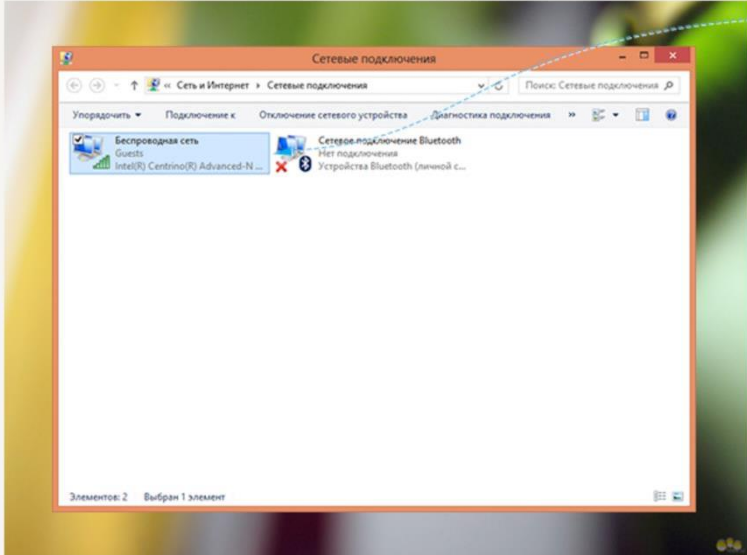 Сетевые подключения
« Сеть и Интернет › Сетевые подключения
Поиск: Сетевые подключения
Упорядочить Подключение к Отключение сетевого устройства Диагностика подключения »
Беспроводная сеть
Guests
Intel(R) Centrino(R) Advanced-N ...
Сетевое подключение Bluetooth
Нет подключения
Устройства Bluetooth (личной с...
Элементов: 2 Выбран 1 элемент